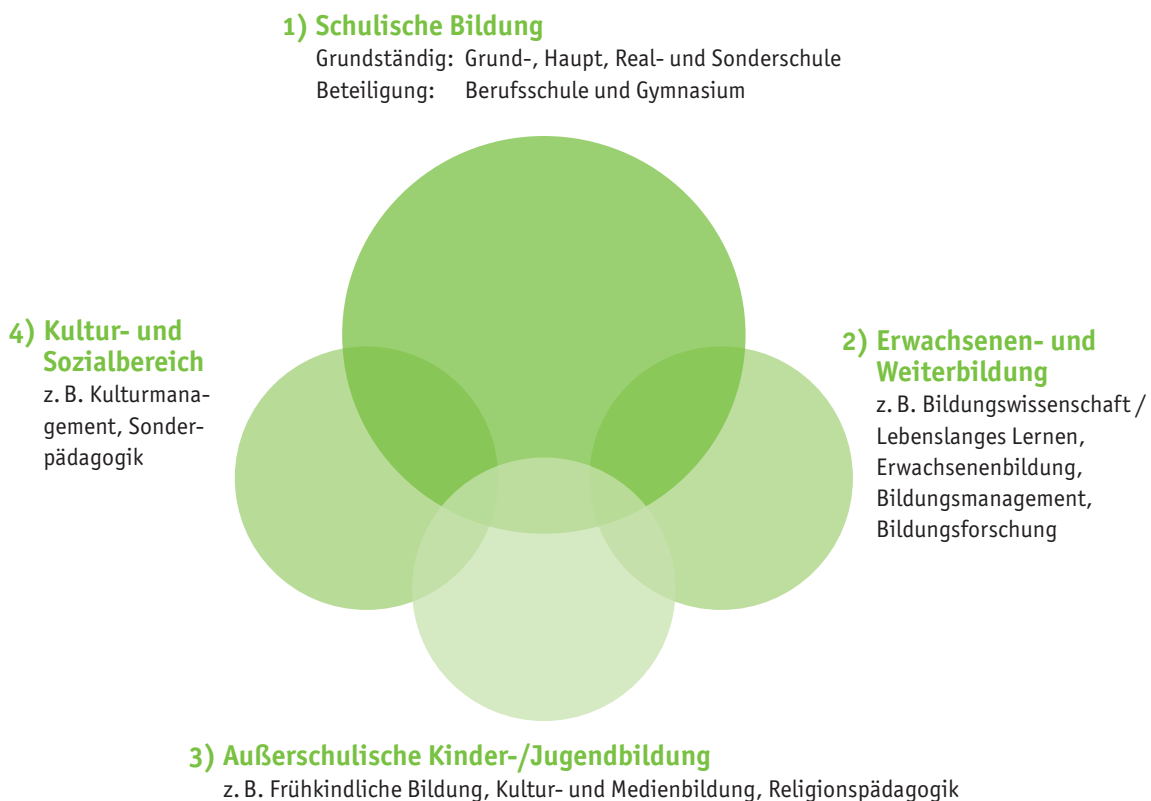 1) Schulische Bildung
Grundständig: Grund-, Haupt, Real- und Sonderschule
Beteiligung: Berufsschule und Gymnasium
4) Kultur- und
Sozialbereich
z. B. Kulturmana-
gement, Sonder-
pädagogik
2) Erwachsenen- und
Weiterbildung
z. B. Bildungswissenschaft /
Lebenslanges Lernen,
Erwachsenenbildung,
Bildungsmanagement,
Bildungsforschung
3) Außerschulische Kinder-/Jugendbildung
z. B. Frühkindliche Bildung, Kultur- und Medienbildung, Religionspädagogik